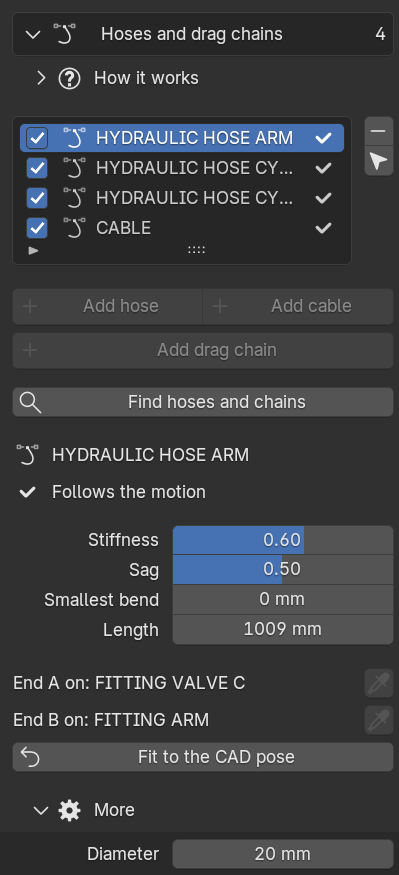 Hoses and drag chains 4
How it works
HYDRAULIC HOSE ARM
HYDRAULIC HOSE CY...
HYDRAULIC HOSE CY...
CABLE
Add hose Add cable
Add drag chain
Find hoses and chains
HYDRAULIC HOSE ARM
Follows the motion
Stiffness 0.60
Sag 0.50
Smallest bend 0 mm
Length 1009 mm
End A on: FITTING VALVE C
End B on: FITTING ARM
Fit to the CAD pose
More
Diameter 20 mm